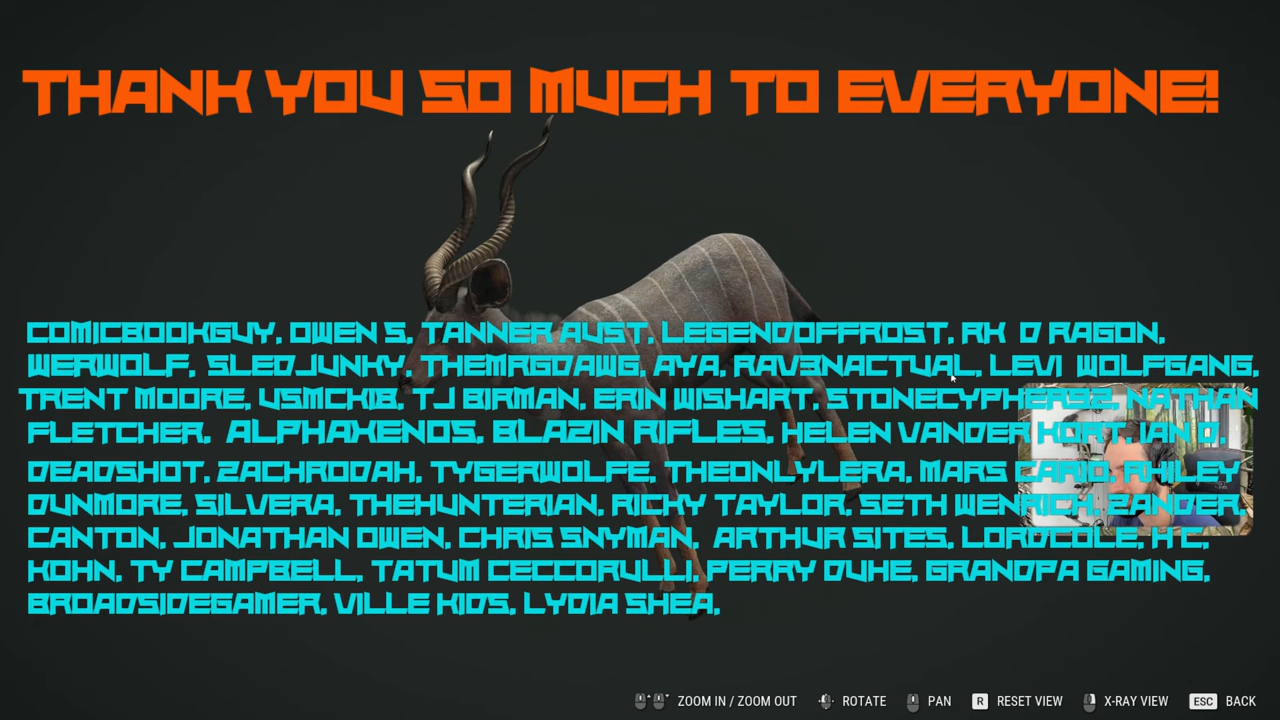 THANK YOU SO MUCH TO EVERYONE!
COMICBOOKGUY, OWEN S, TANNER AUST, LEGENDOFFROST, RK D RAGON,
WERWOLF, SLEDJUNKY, THEMRGDAWG, AYA, RAV3NACTUAL, LEVI WOLFGANG,
TRENT MOORE, USMCKIB, TJ BIRMAN, ERIN WISHART, STONECYPHER92, NATHAN
FLETCHER, ALPHAXENOS, BLAZIN RIFLES, HELEN VANDER KORT, IAN D,
DEADSHOT, ZACHRODAH, TYGERWOLFE, THEONLYLERA, MARS CARIO, RHILEY
DUNMORE, SILVERA, THEHUNTERIAN, RICKY TAYLOR, SETH WENRICH, ZANDER,
CANTON, JONATHAN OWEN, CHRIS SNYMAN, ARTHUR SITES, LORDCOLE, H C,
KOHN, TY CAMPBELL, TATUM CECCORULLI, PERRY DUHE, GRANDPA GAMING,
BROADSIDEGAMER, VILLE KIDS, LYDIA SHEA,
ZOOM IN / ZOOM OUT ROTATE PAN R RESET VIEW X-RAY VIEW ESC BACK